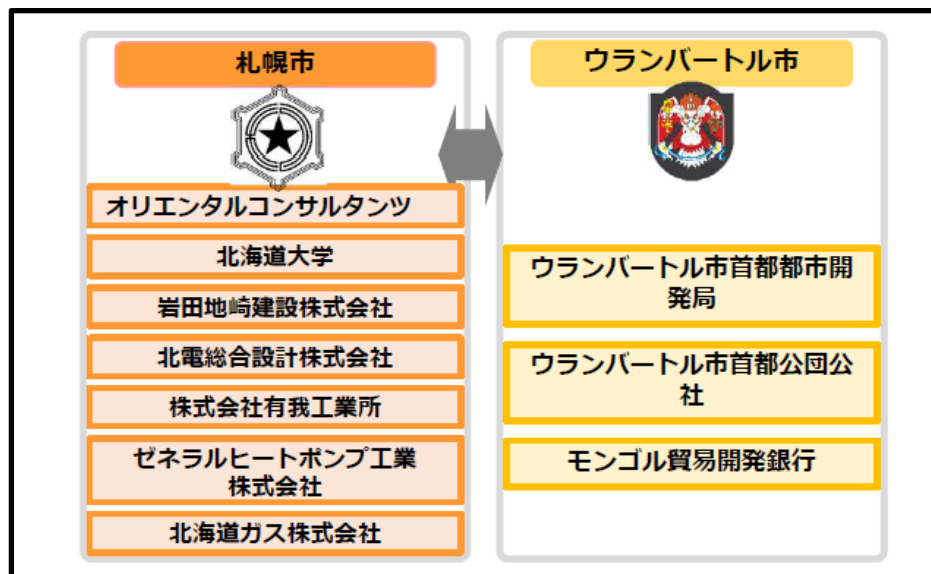 札幌市
オリエンタルコンサルタンツ
北海道大学
岩田地崎建設株式会社
北電総合設計株式会社
株式会社有我工業所
ゼネラルヒートポンプ工業
株式会社
北海道ガス株式会社
ウランバートル市
ウランバートル市首都都市開
発局
ウランバートル市首都公団公
社
モンゴル貿易開発銀行